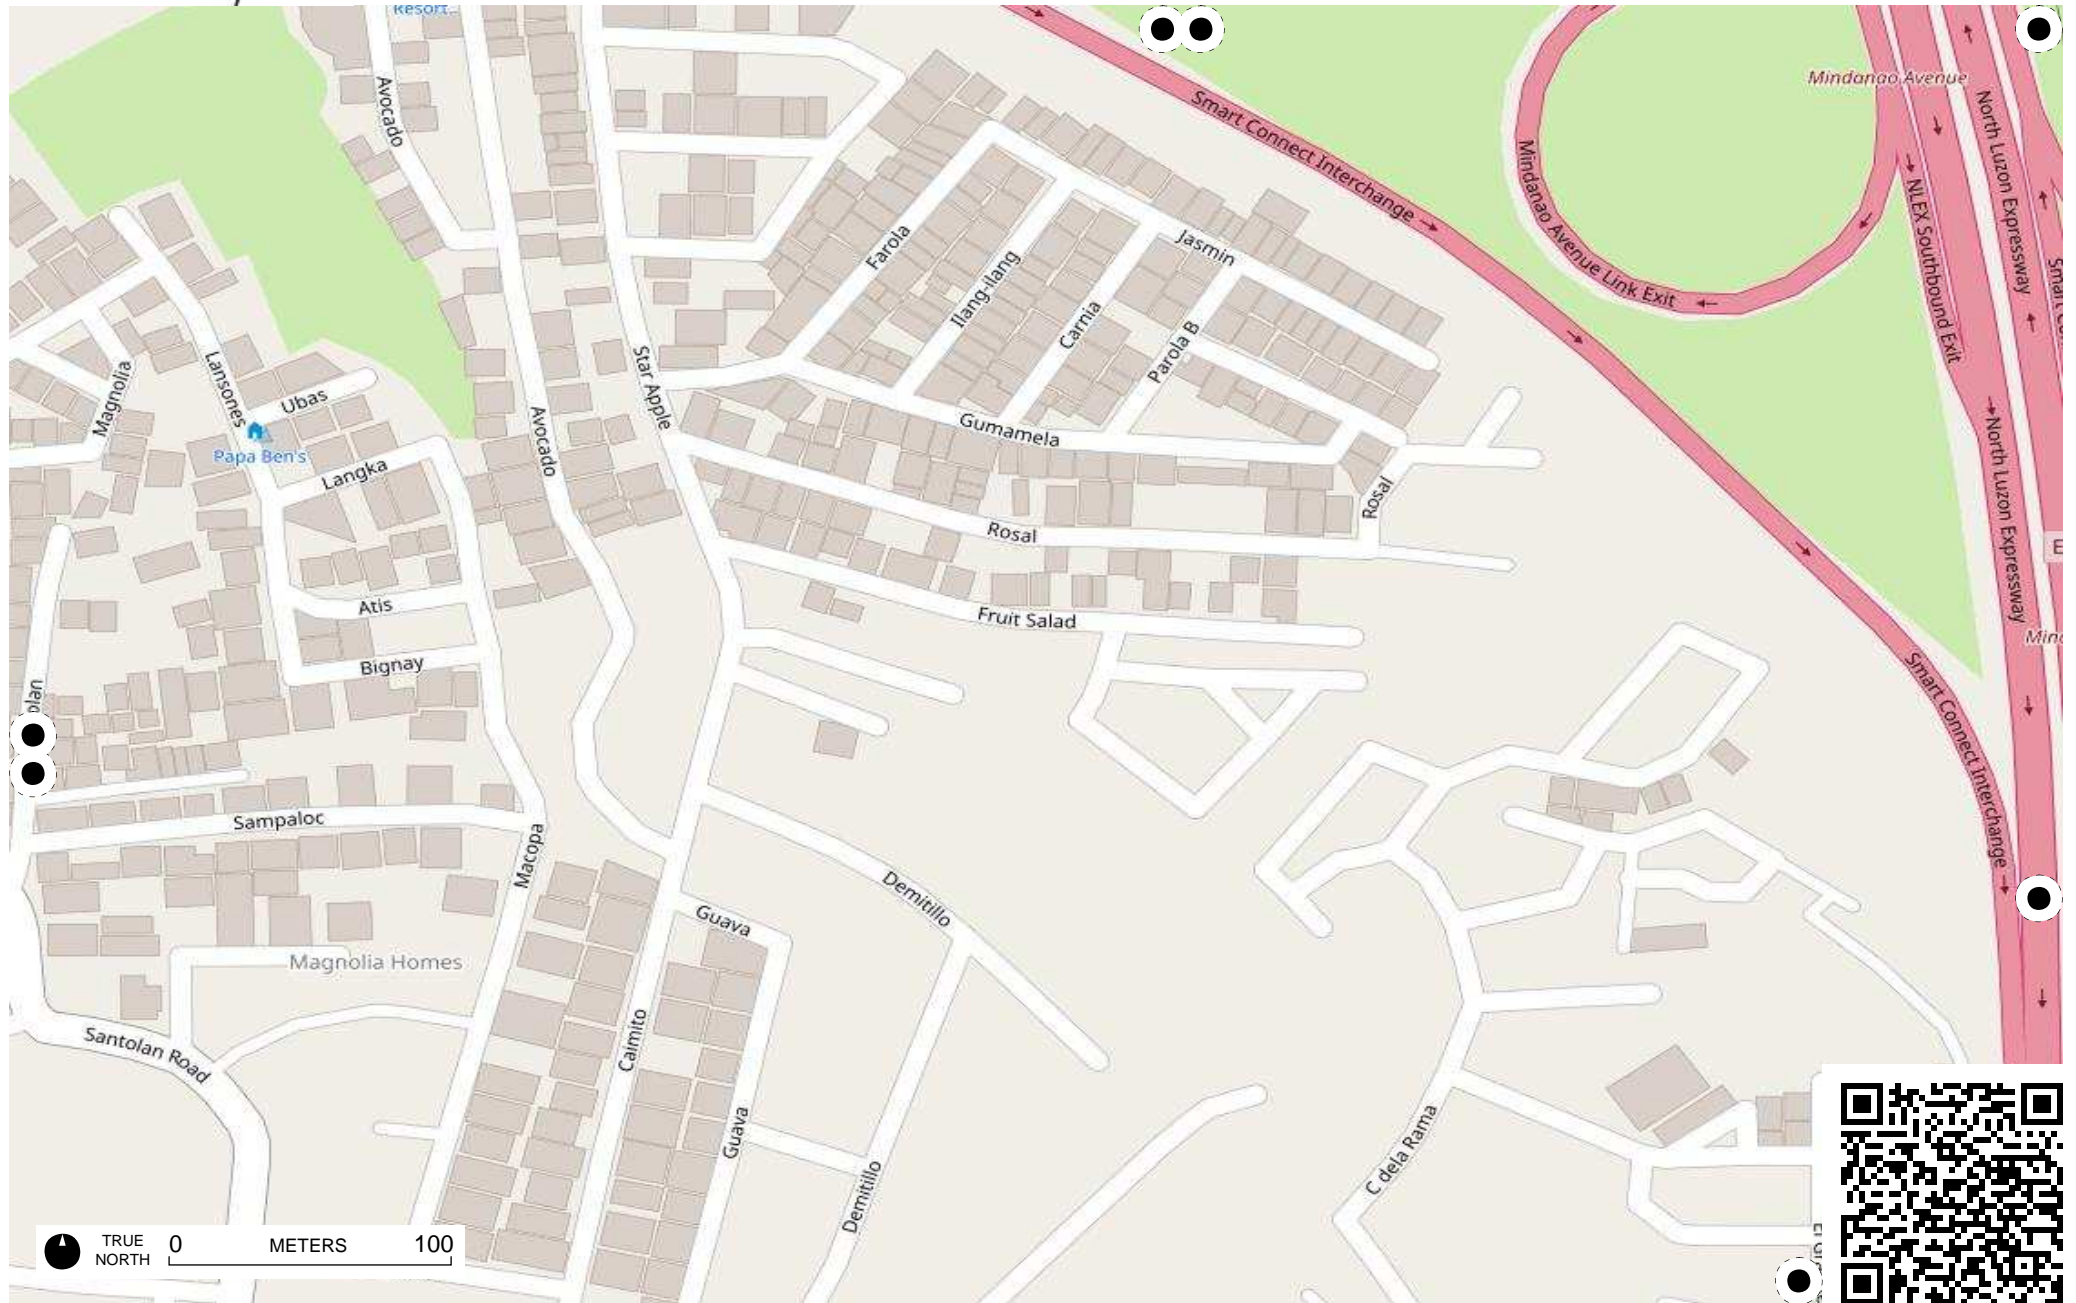 Resort...
Mindanao Avenue
Avocado
Smart Connect Interchange
North Luzon Expressway
Mindanao Avenue Link Exit
NLEX Southbound Exit
Farola
Jasmin
Ilang-ilang
Carnia
Parola B
Star Apple
Magnolia
Lansones
Ubas
Papa Ben's
Langka
Avocado
Gumamela
Rosal
Rosal
North Luzon Expressway
E
Atis
Fruit Salad
Bignay
Smart Connect Interchange
Sampaloc
Macopa
Demitillo
Guava
Magnolia Homes
Santolan Road
Caimito
Guava
C dela Rama
Demitillo
TRUE
NORTH
0 METERS 100